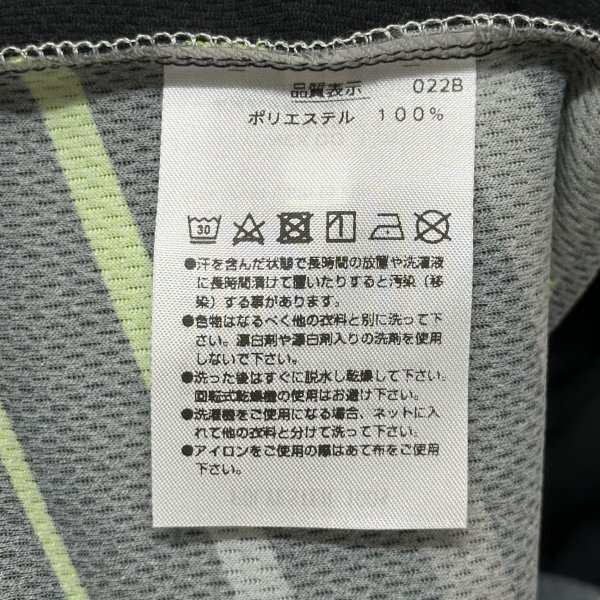 品質表示 022B
ポリエステル 100%
30
●汗を含んだ状態で長時間の放置や洗濯液
に長時間漬けて置いたりすると汚染（移
染）する事があります。
●色物はなるべく他の衣料と別に洗って下
さい。漂白剤や漂白剤入りの洗剤を使用
しないで下さい。
●洗った後はすぐに脱水し乾燥して下さい。
回転式乾燥機の使用はお避け下さい。
●洗濯機をご使用になる場合、ネットに入
れて他の衣料と分けて洗って下さい。
●アイロンをご使用の際はあて布をご使用
下さい。